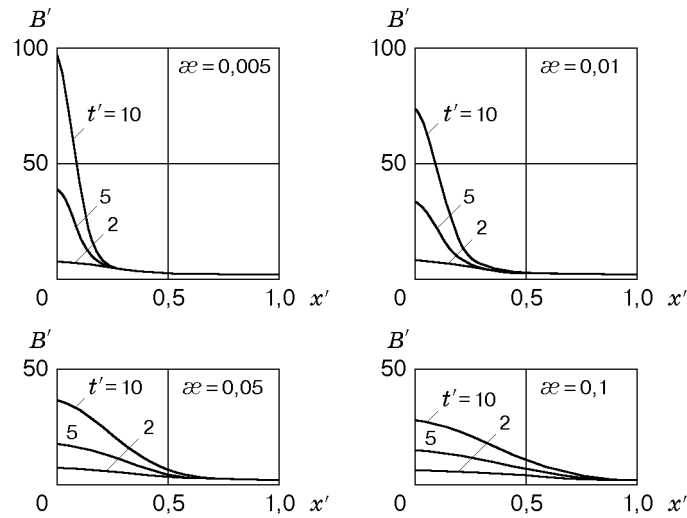 B′ B′
100 æ = 0,005 100 æ = 0,01
t′ = 10 t′ = 10
50 5 50 5
2 2
0 0,5 1,0 x′ 0 0,5 1,0 x′
B′ B′
50 t′ = 10 æ = 0,05 50 æ = 0,1
5 2 t′ = 10 2
5
0 0,5 1,0 x′ 0 0,5 1,0 x′